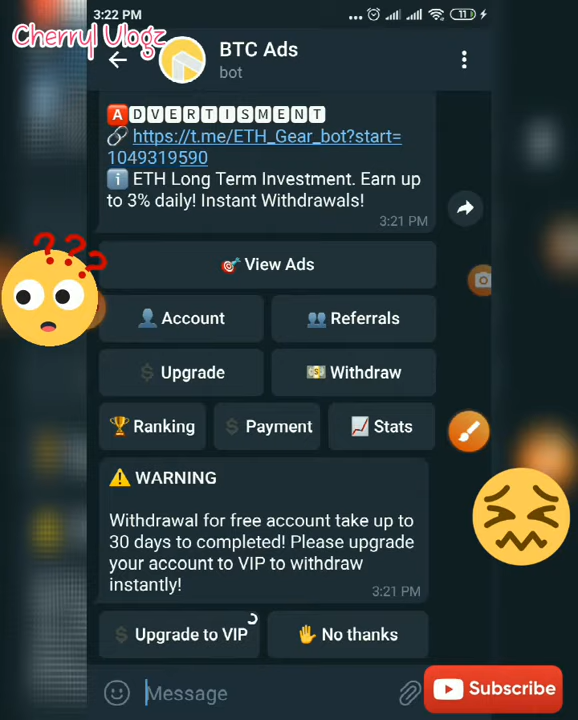 3:22 PM
11
Cherryl Vlogz
BTC Ads
bot
ADVERTISMENT
https://t.me/ETH_Gear_bot?start=
1049319590
ETH Long Term Investment. Earn up
to 3% daily! Instant Withdrawals!
3:21 PM
View Ads
Account
Referrals
Upgrade
Withdraw
Ranking
Payment
Stats
WARNING
Withdrawal for free account take up to
30 days to completed! Please upgrade
your account to VIP to withdraw
instantly!
3:21 PM
Upgrade to VIP
No thanks
Message
Subscribe